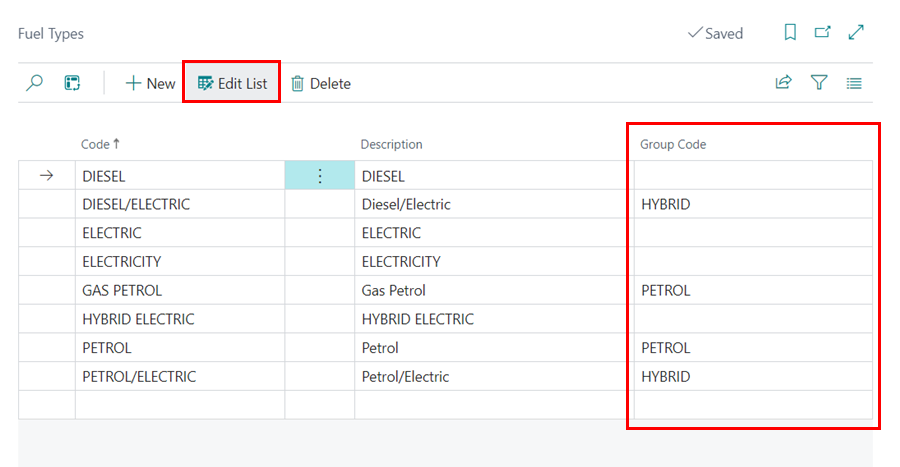 Fuel Types Saved
New Edit List Delete
Code Description Group Code
DIESEL DIESEL
DIESEL/ELECTRIC Diesel/Electric HYBRID
ELECTRIC ELECTRIC
ELECTRICITY ELECTRICITY
GAS PETROL Gas Petrol PETROL
HYBRID ELECTRIC HYBRID ELECTRIC
PETROL Petrol PETROL
PETROL/ELECTRIC Petrol/Electric HYBRID